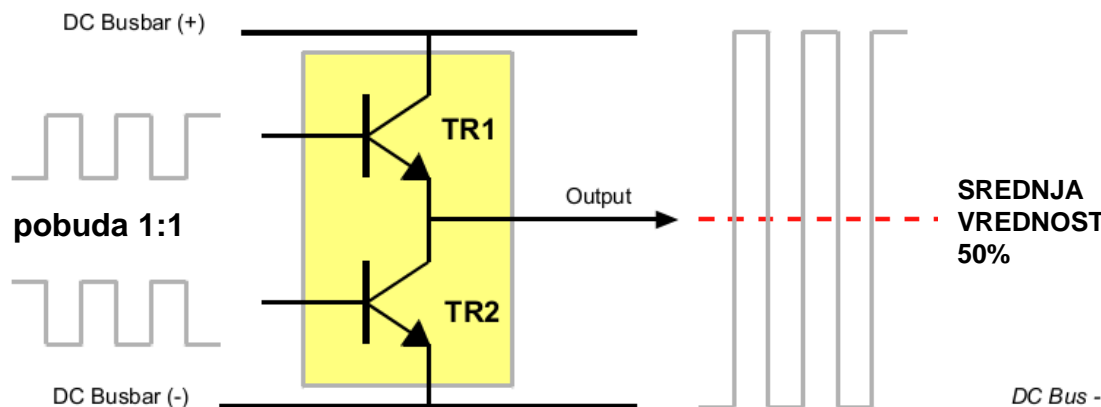 DC Busbar (+)
TR1
pobuda 1:1
Output
SREDNJA
VREDNOST
50%
TR2
DC Busbar (-)
DC Bus -